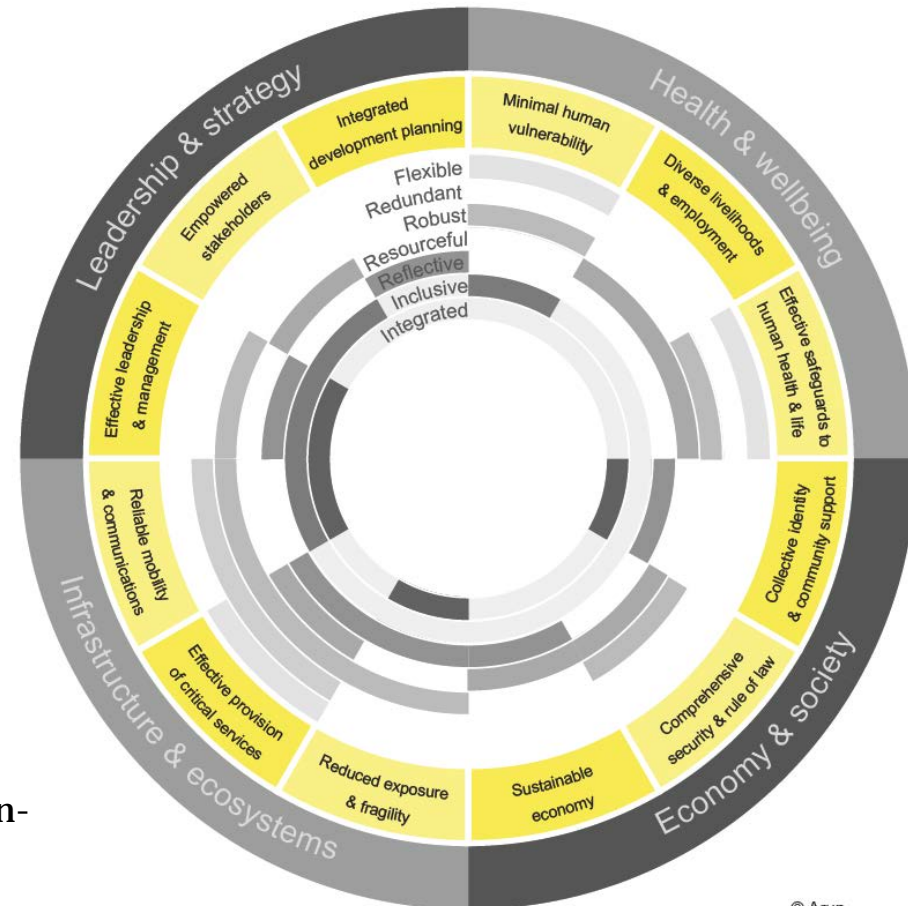 Leadership & strategy
Health & wellbeing
Economy & society
Infrastructure & ecosystems
Integrated
development planning
Minimal human
vulnerability
Diverse livelihoods
& employment
Effective safeguards to
human health & life
Collective identity
& community support
Comprehensive
security & rule of law
Sustainable
economy
Reduced exposure
& fragility
Effective provision
of critical services
Reliable mobility
& communications
Effective leadership
& management
Empowered
stakeholders
Flexible
Redundant
Robust
Resourceful
Reflective
Inclusive
Integrated
n-